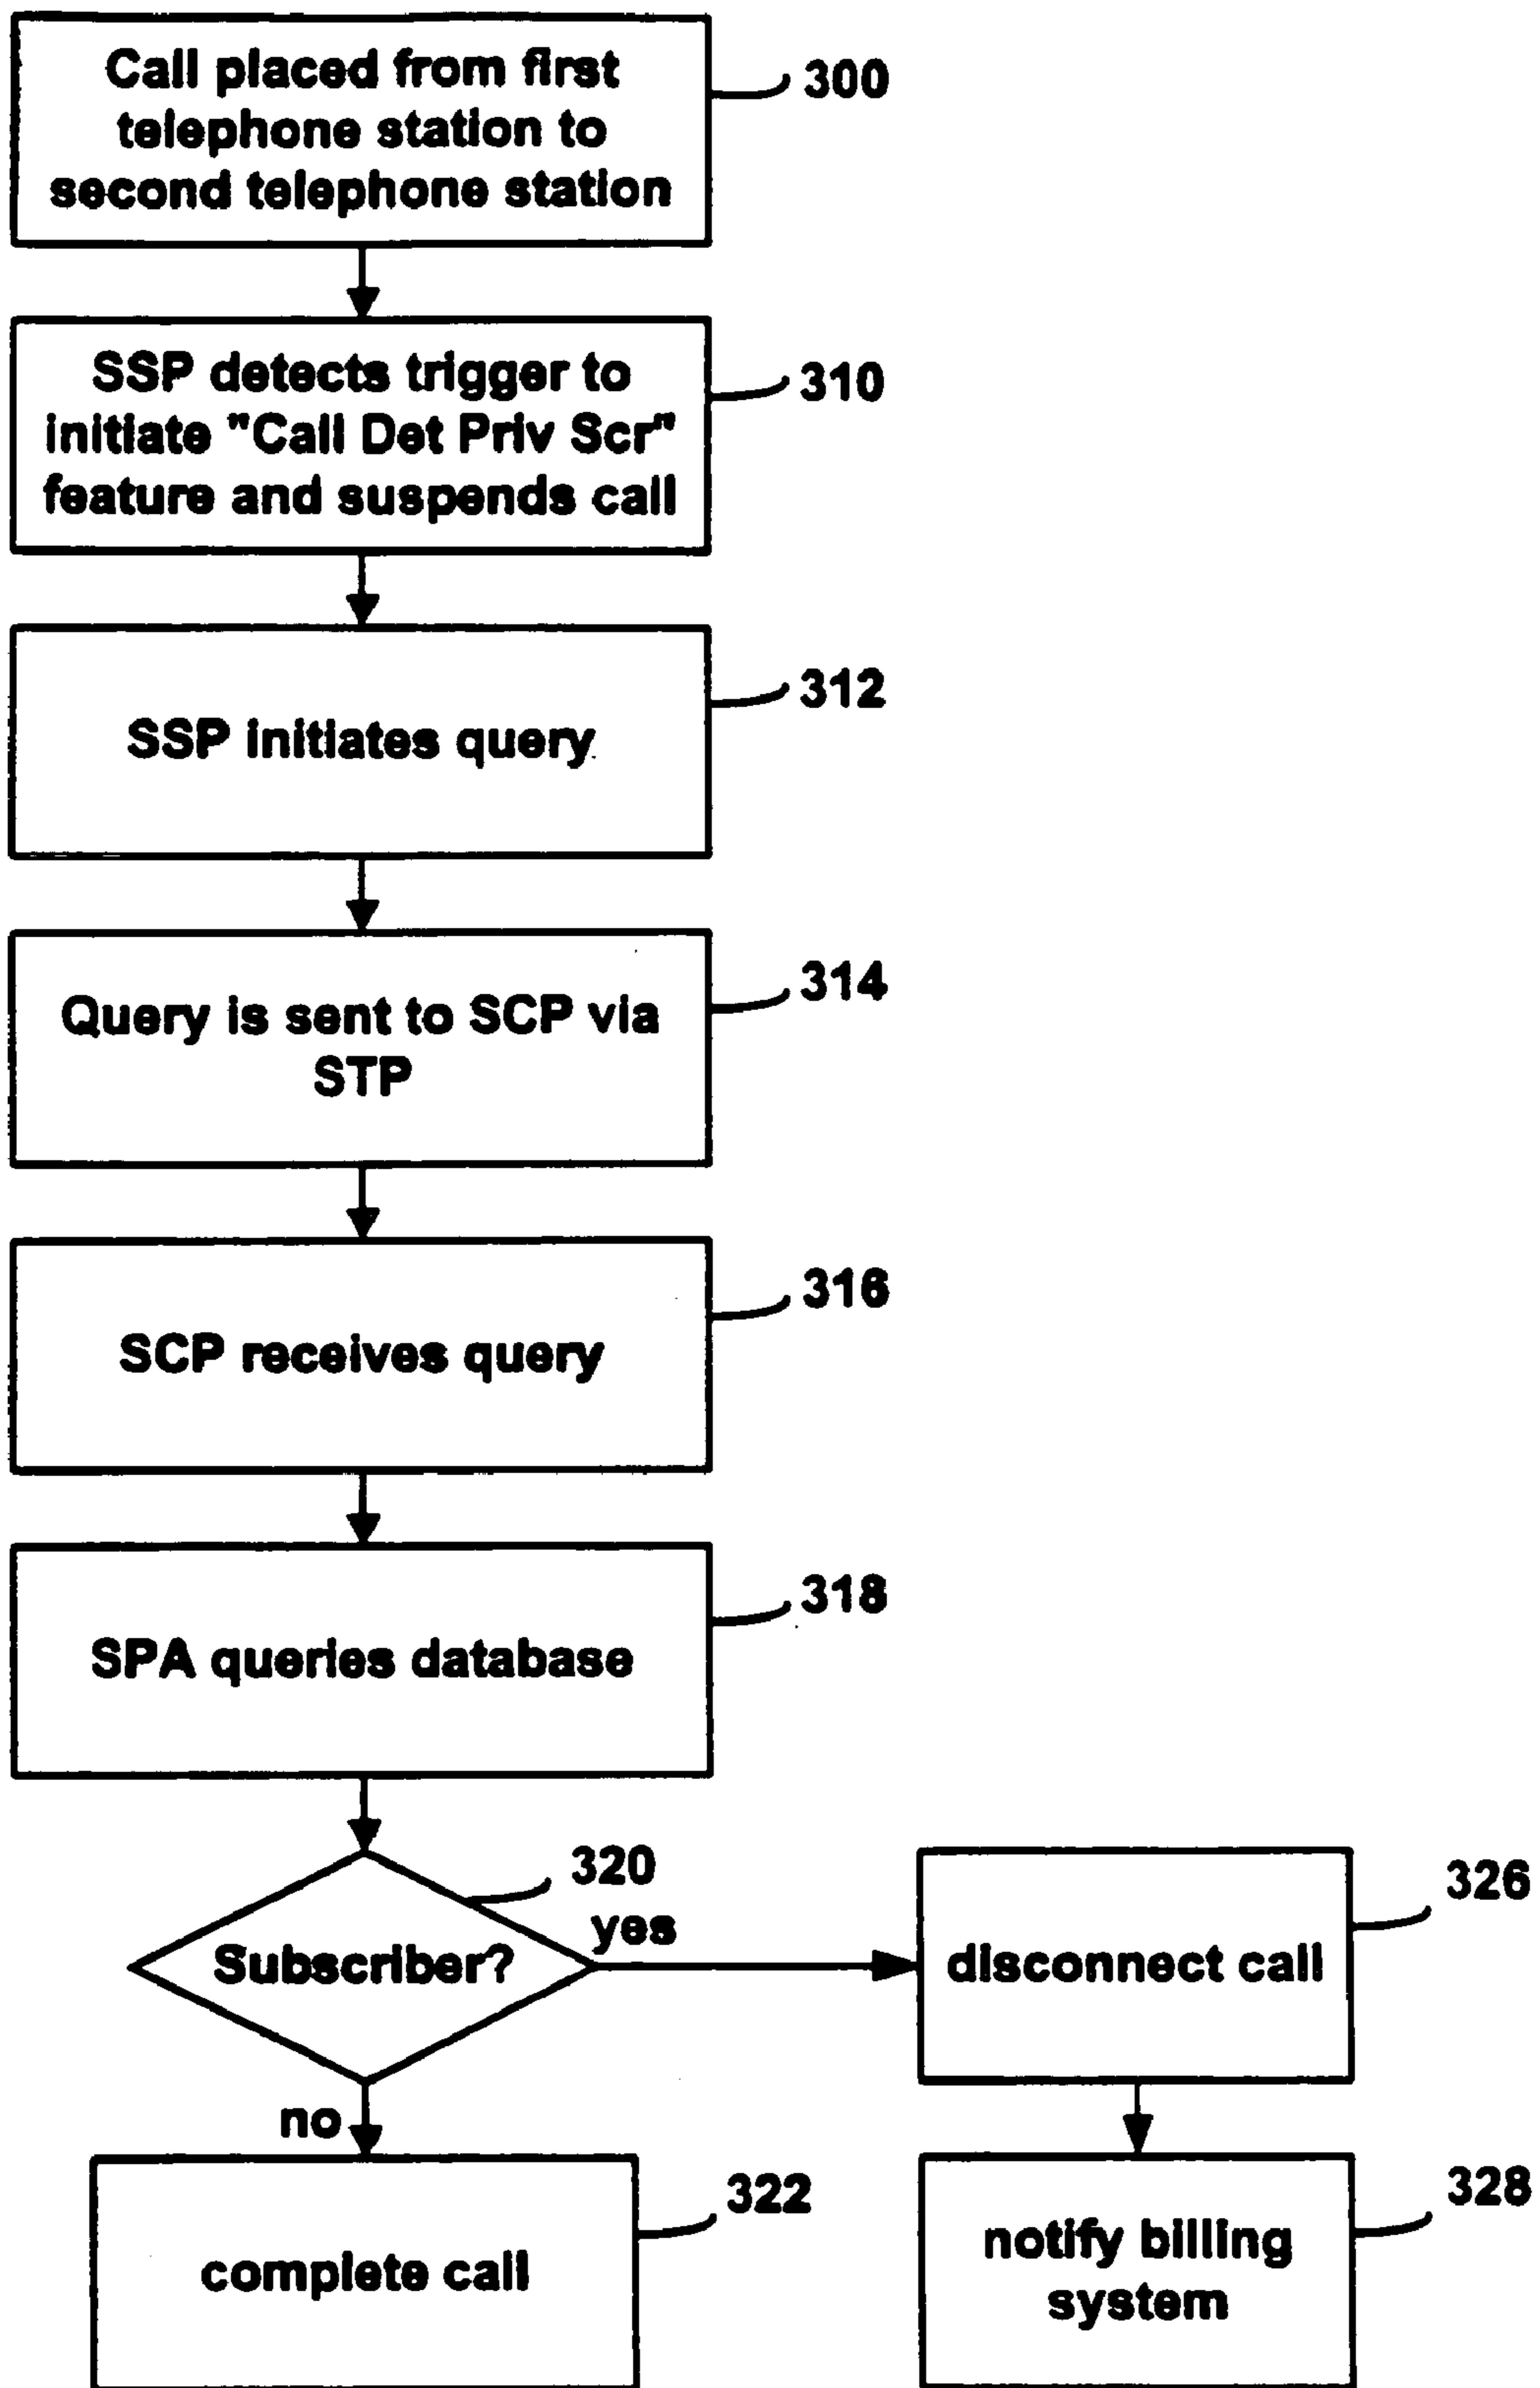 Call placed from first
telephone station to
second telephone station
300
SSP detects trigger to
initiate "Call Det Priv Scr"
feature and suspends call
310
SSP initiates query
312
Query is sent to SCP via
STP
314
SCP receives query
316
SPA queries database
318
Subscriber?
320
yes
disconnect call
326
no
complete call
322
notify billing
system
328